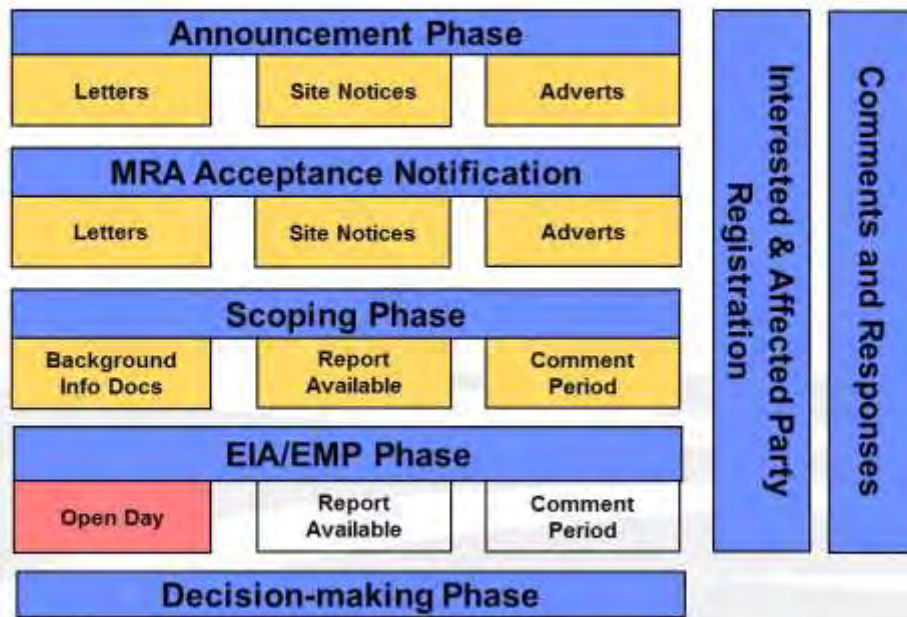 Announcement Phase
Letters
Site Notices
Adverts
MRA Acceptance Notification
Letters
Site Notices
Adverts
Scoping Phase
Background
Info Docs
Report
Available
Comment
Period
EIA/EMP Phase
Open Day
Report
Available
Comment
Period
Decision-making Phase
Interested & Affected Party
Registration
Comments and Responses